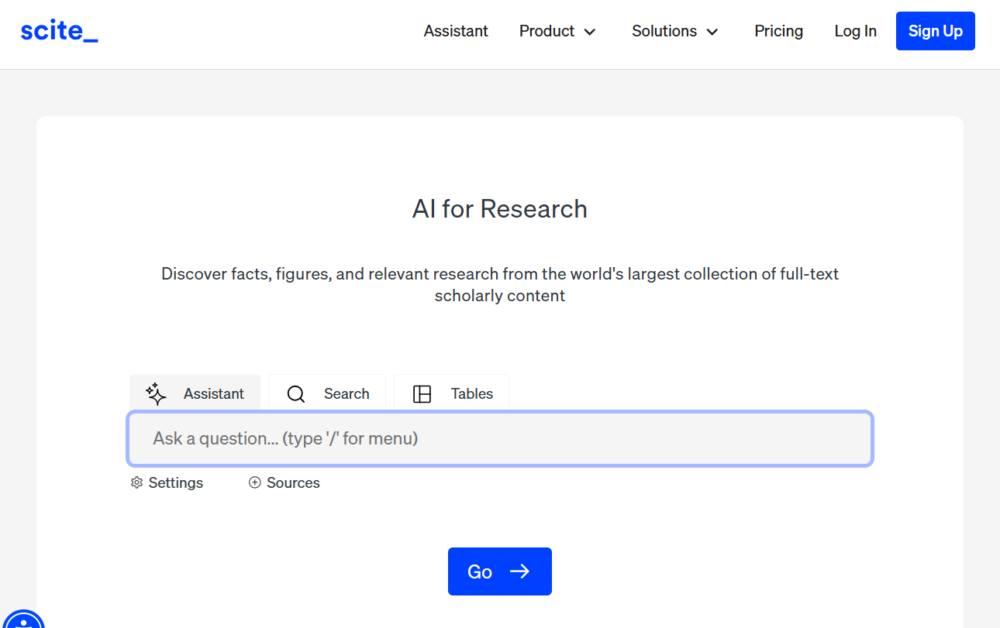 scite_
Assistant Product Solutions Pricing Log In Sign Up
AI for Research
Discover facts, figures, and relevant research from the world's largest collection of full-text
scholarly content
Assistant Search Tables
Ask a question... (type '/' for menu)
Settings Sources
Go